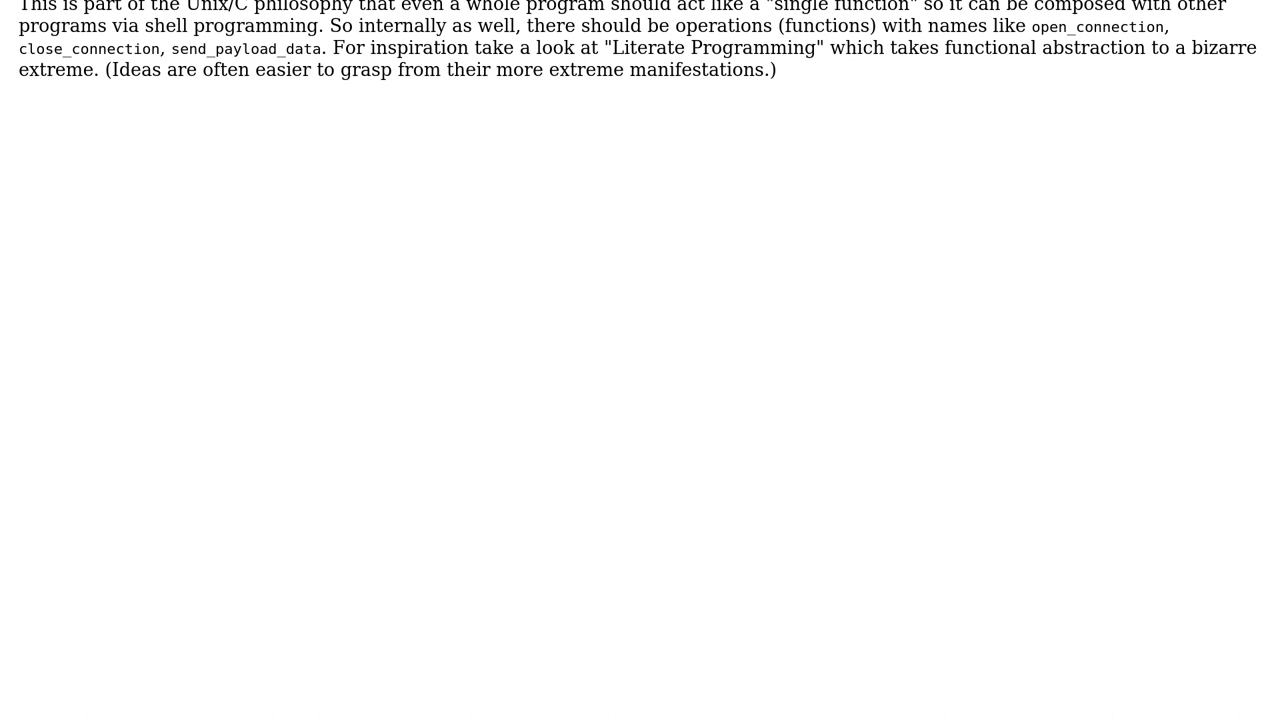 This is part of the Unix/C philosophy that even a whole program should act like a "single function" so it can be composed with other
programs via shell programming. So internally as well, there should be operations (functions) with names like open_connection,
close_connection, send_payload_data. For inspiration take a look at "Literate Programming" which takes functional abstraction to a bizarre
extreme. (Ideas are often easier to grasp from their more extreme manifestations.)